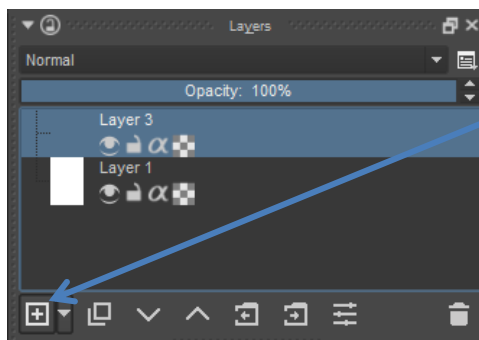 Layers
Normal
Opacity: 100%
Layer 3
α
Layer 1
α